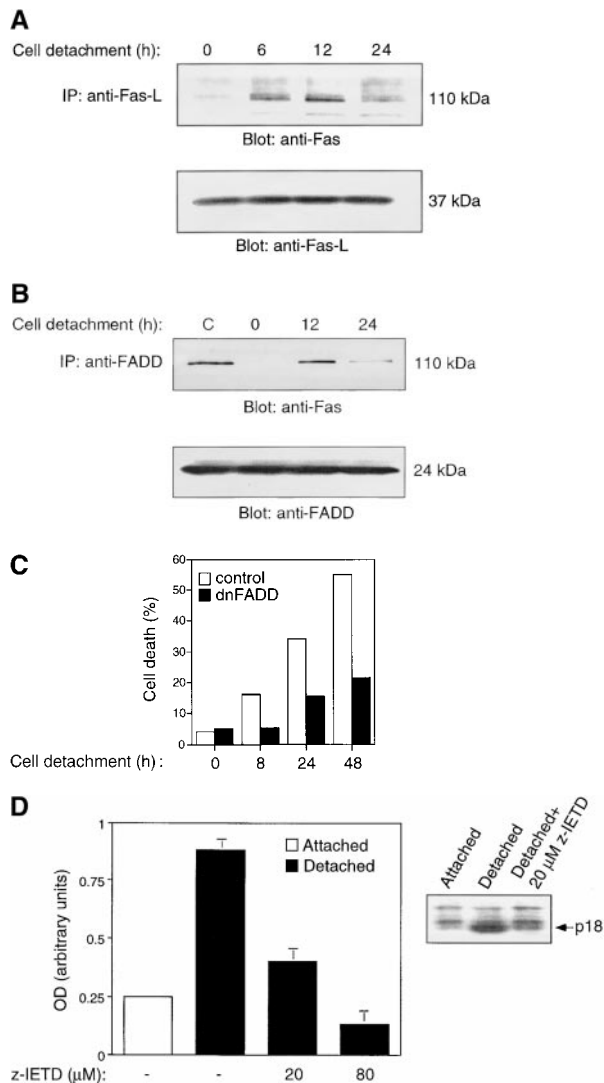 A
Cell detachment (h): 0 6 12 24
IP: anti-Fas-L
110 kDa
Blot: anti-Fas
37 kDa
Blot: anti-Fas-L
B
Cell detachment (h): C 0 12 24
IP: anti-FADD
110 kDa
Blot: anti-Fas
24 kDa
Blot: anti-FADD
C
60
50
40
30
20
10
0
Cell death (%)
control
dnFADD
Cell detachment (h) : 0 8 24 48
D
1
0.75
0.5
0.25
0
OD (arbitrary units)
Attached
Detached
z-IETD (µM): - - 20 80
Attached
Detached
Detached+
20 µM z-IETD
p18